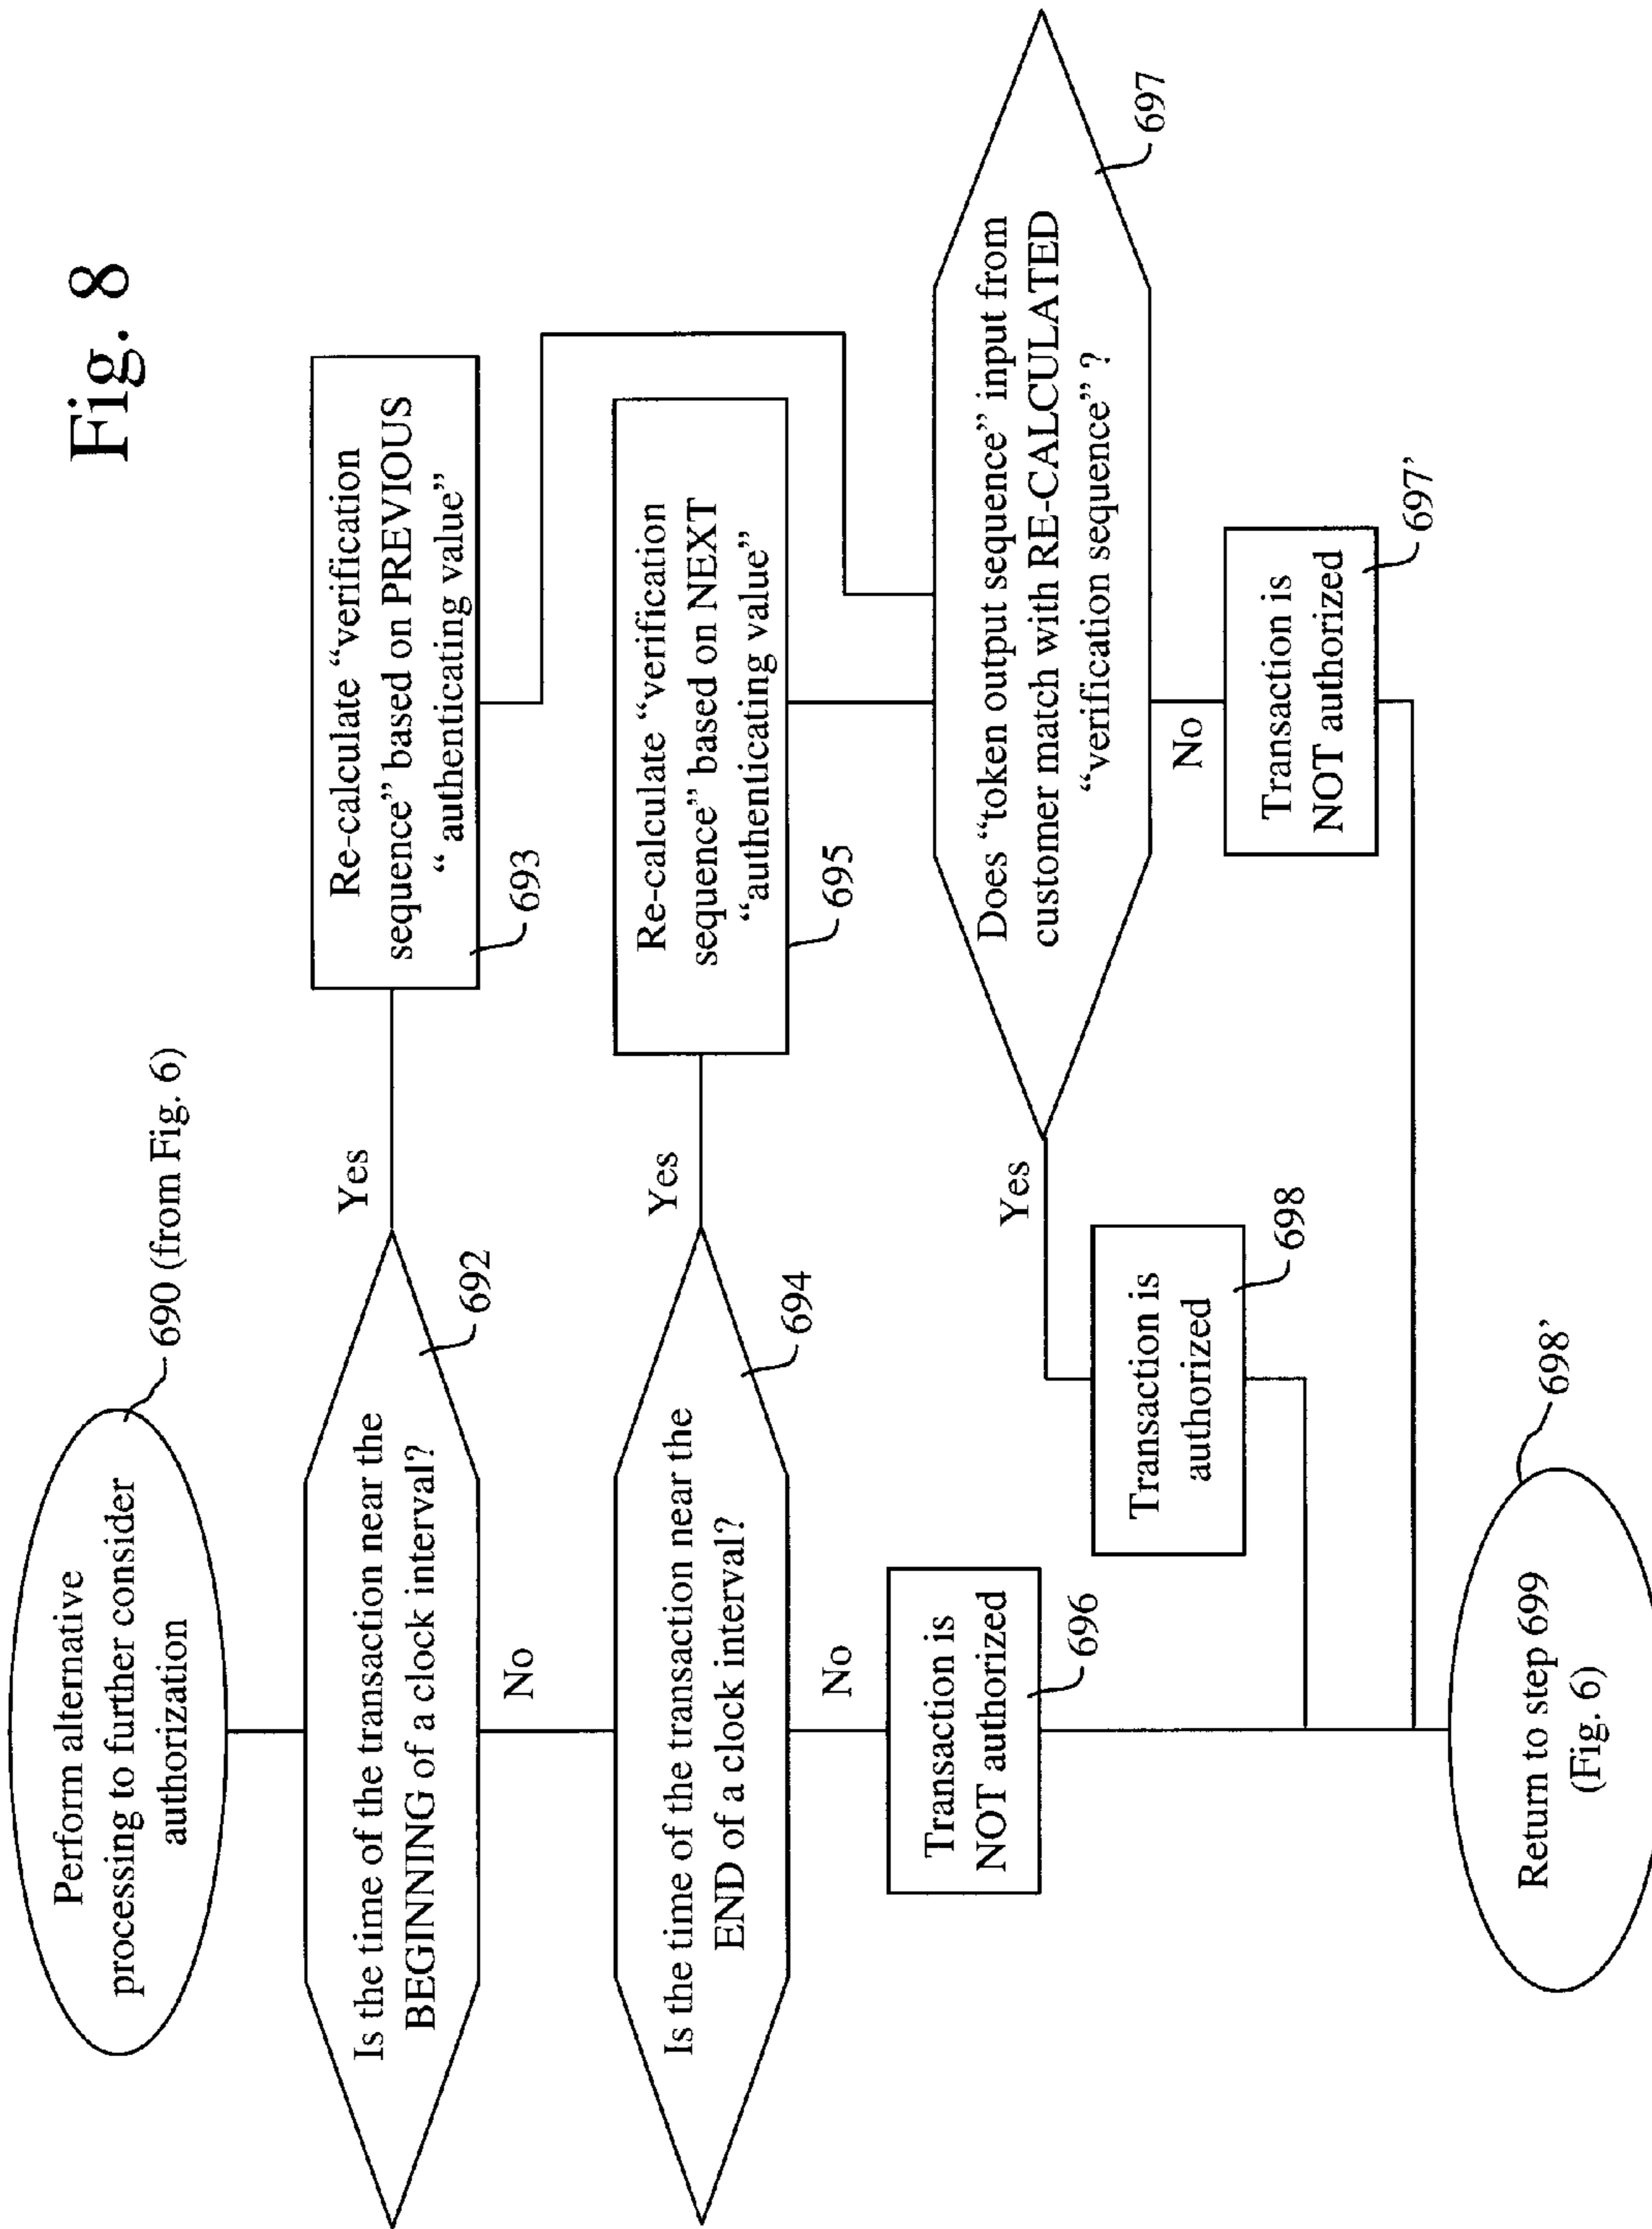 Fig. 8
Perform alternative
processing to further consider
authorization
690 (from Fig. 6)
Is the time of the transaction near the
BEGINNING of a clock interval?
692
Yes
Re-calculate “verification
sequence” based on PREVIOUS
“authenticating value”
693
No
Is the time of the transaction near the
END of a clock interval?
694
Yes
Re-calculate “verification
sequence” based on NEXT
“authenticating value”
695
No
Transaction is
NOT authorized
696
Does “token output sequence” input from
customer match with RE-CALCULATED
“verification sequence” ?
697
Yes
Transaction is
authorized
698
No
Transaction is
NOT authorized
697’
Return to step 699
(Fig. 6)
698’